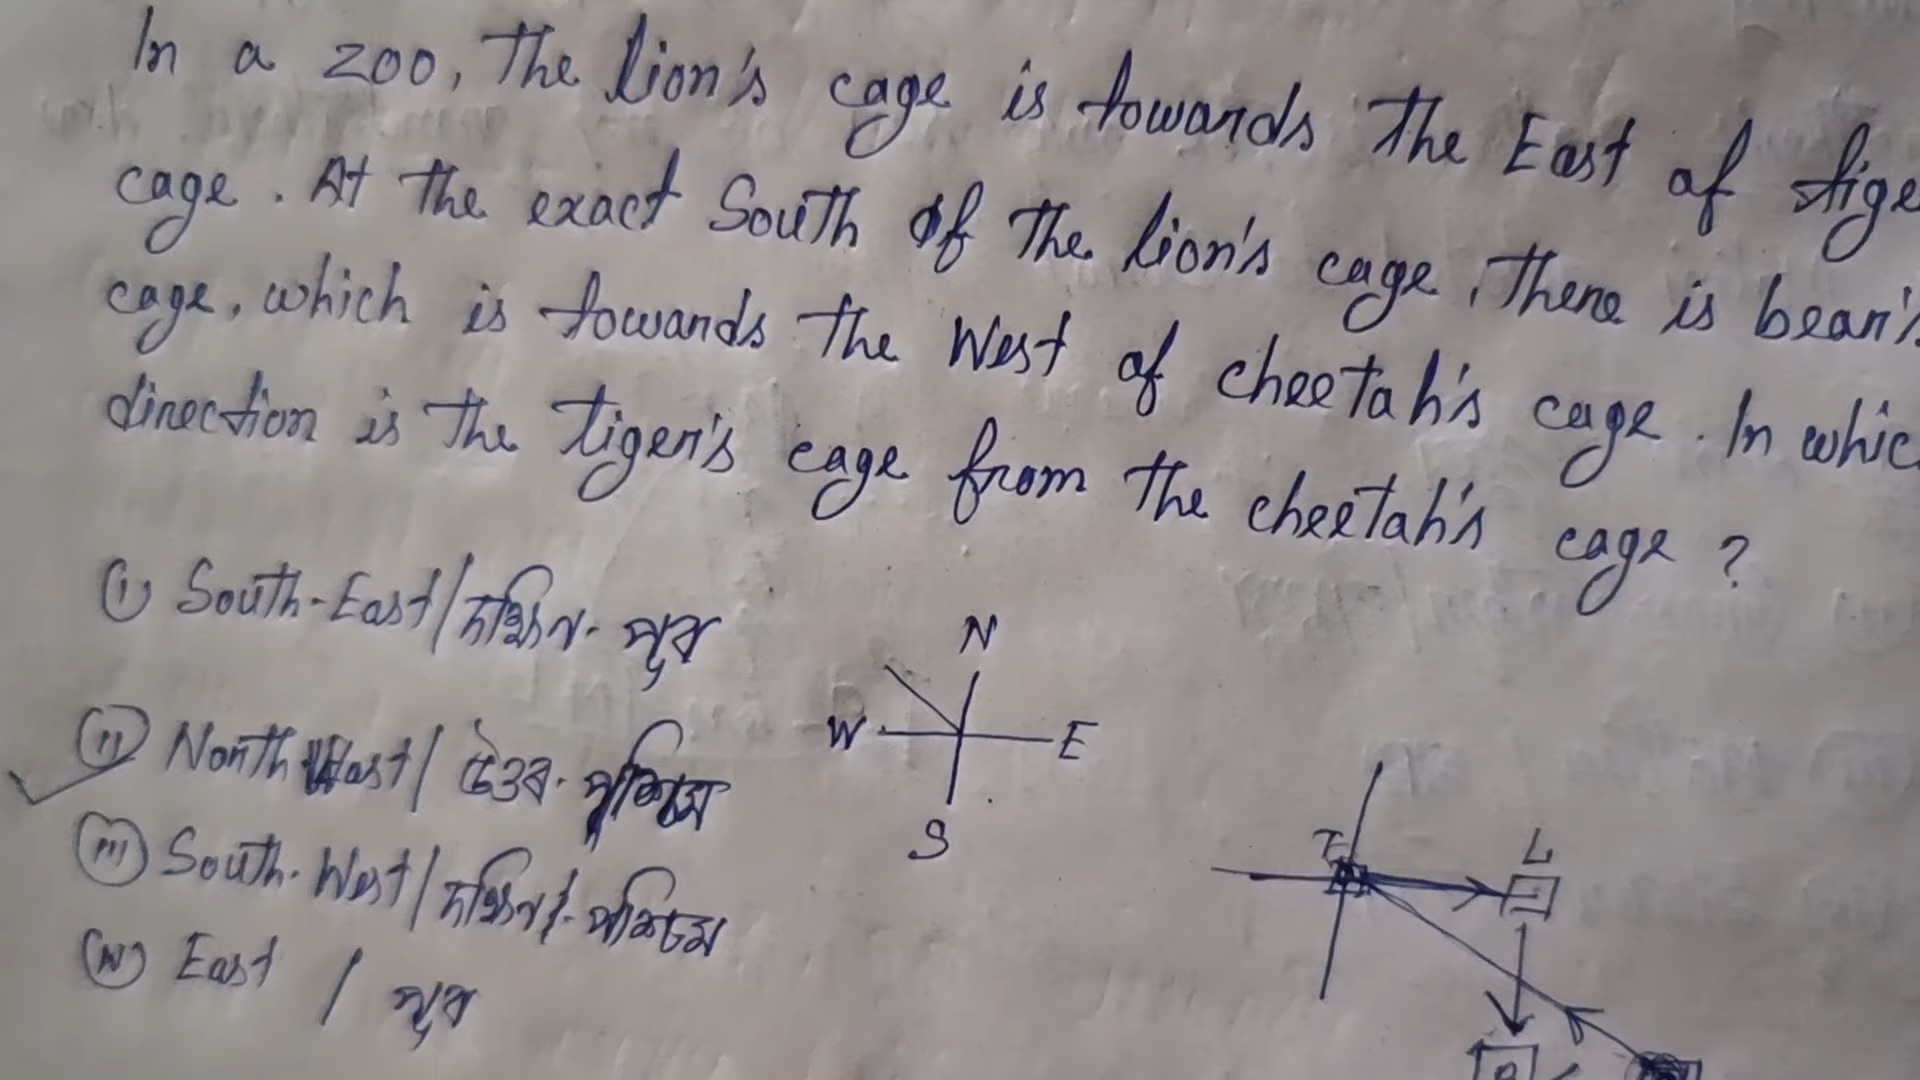 In a zoo, The lion's cage is towards The East of tige
cage. At the exact South of The lion's cage, There is bear's
cage, which is towards The West of cheetah's cage. In whic
direction is The tiger's cage from The cheetah's cage ?
(i) South-East/দক্ষিণ-পূৱ
N
(ii) North West/ উত্তৰ-পশ্চিম
W E
S
(iii) South-West/দক্ষিণ-পশ্চিম
T L
(iv) East / পূৱ
B